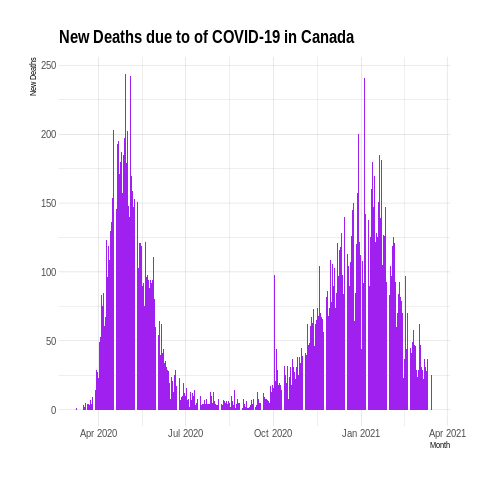 New Deaths due to of COVID-19 in Canada
New Deaths
250
200
150
100
50
0
Apr 2020
Jul 2020
Oct 2020
Jan 2021
Apr 2021
Month